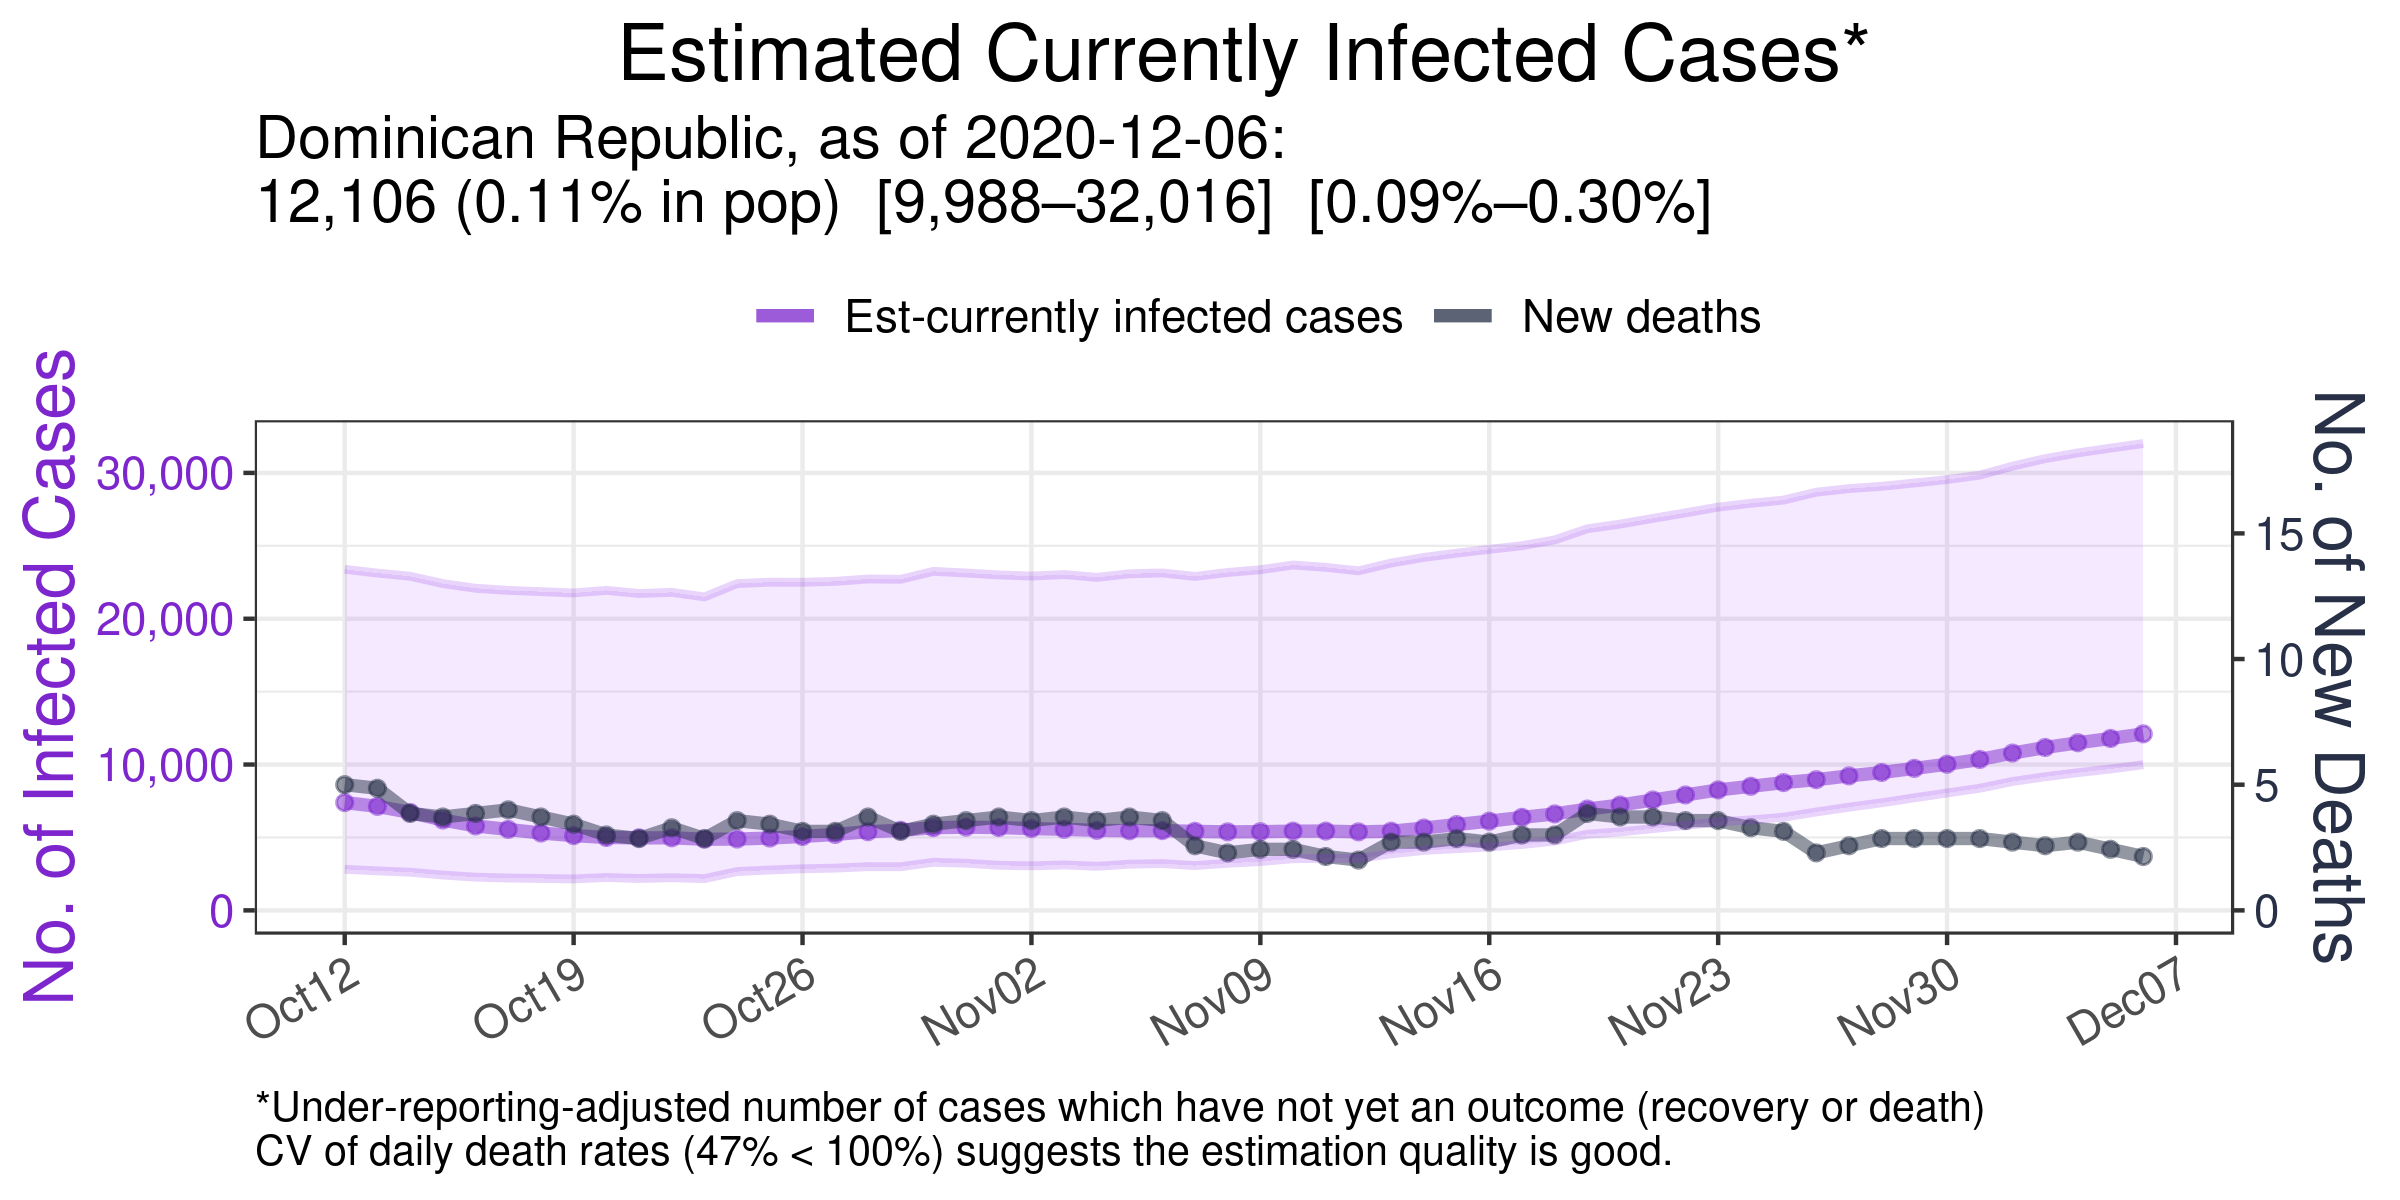 Estimated Currently Infected Cases*
Dominican Republic, as of 2020-12-06:
12,106 (0.11% in pop)  [9,988–32,016]  [0.09%–0.30%]
Est-currently infected cases
New deaths
No. of Infected Cases
30,000
20,000
10,000
0
No. of New Deaths
15
10
5
0
Oct12
Oct19
Oct26
Nov02
Nov09
Nov16
Nov23
Nov30
Dec07
*Under-reporting-adjusted number of cases which have not yet an outcome (recovery or death)
CV of daily death rates (47% < 100%) suggests the estimation quality is good.